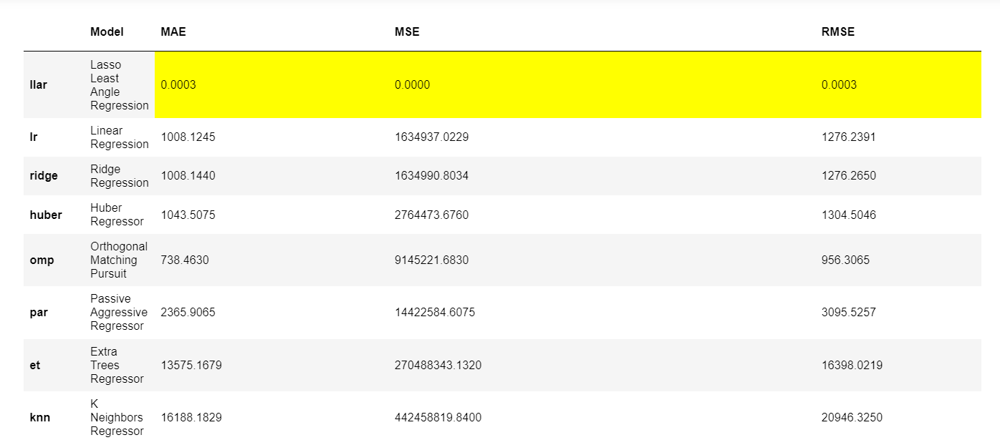 Model MAE MSE RMSE
llar Lasso Least Angle Regression 0.0003 0.0000 0.0003
lr Linear Regression 1008.1245 1634937.0229 1276.2391
ridge Ridge Regression 1008.1440 1634990.8034 1276.2650
huber Huber Regressor 1043.5075 2764473.6760 1304.5046
omp Orthogonal Matching Pursuit 738.4630 9145221.6830 956.3065
par Passive Aggressive Regressor 2365.9065 14422584.6075 3095.5257
et Extra Trees Regressor 13575.1679 270488343.1320 16398.0219
knn K Neighbors Regressor 16188.1829 442458819.8400 20946.3250